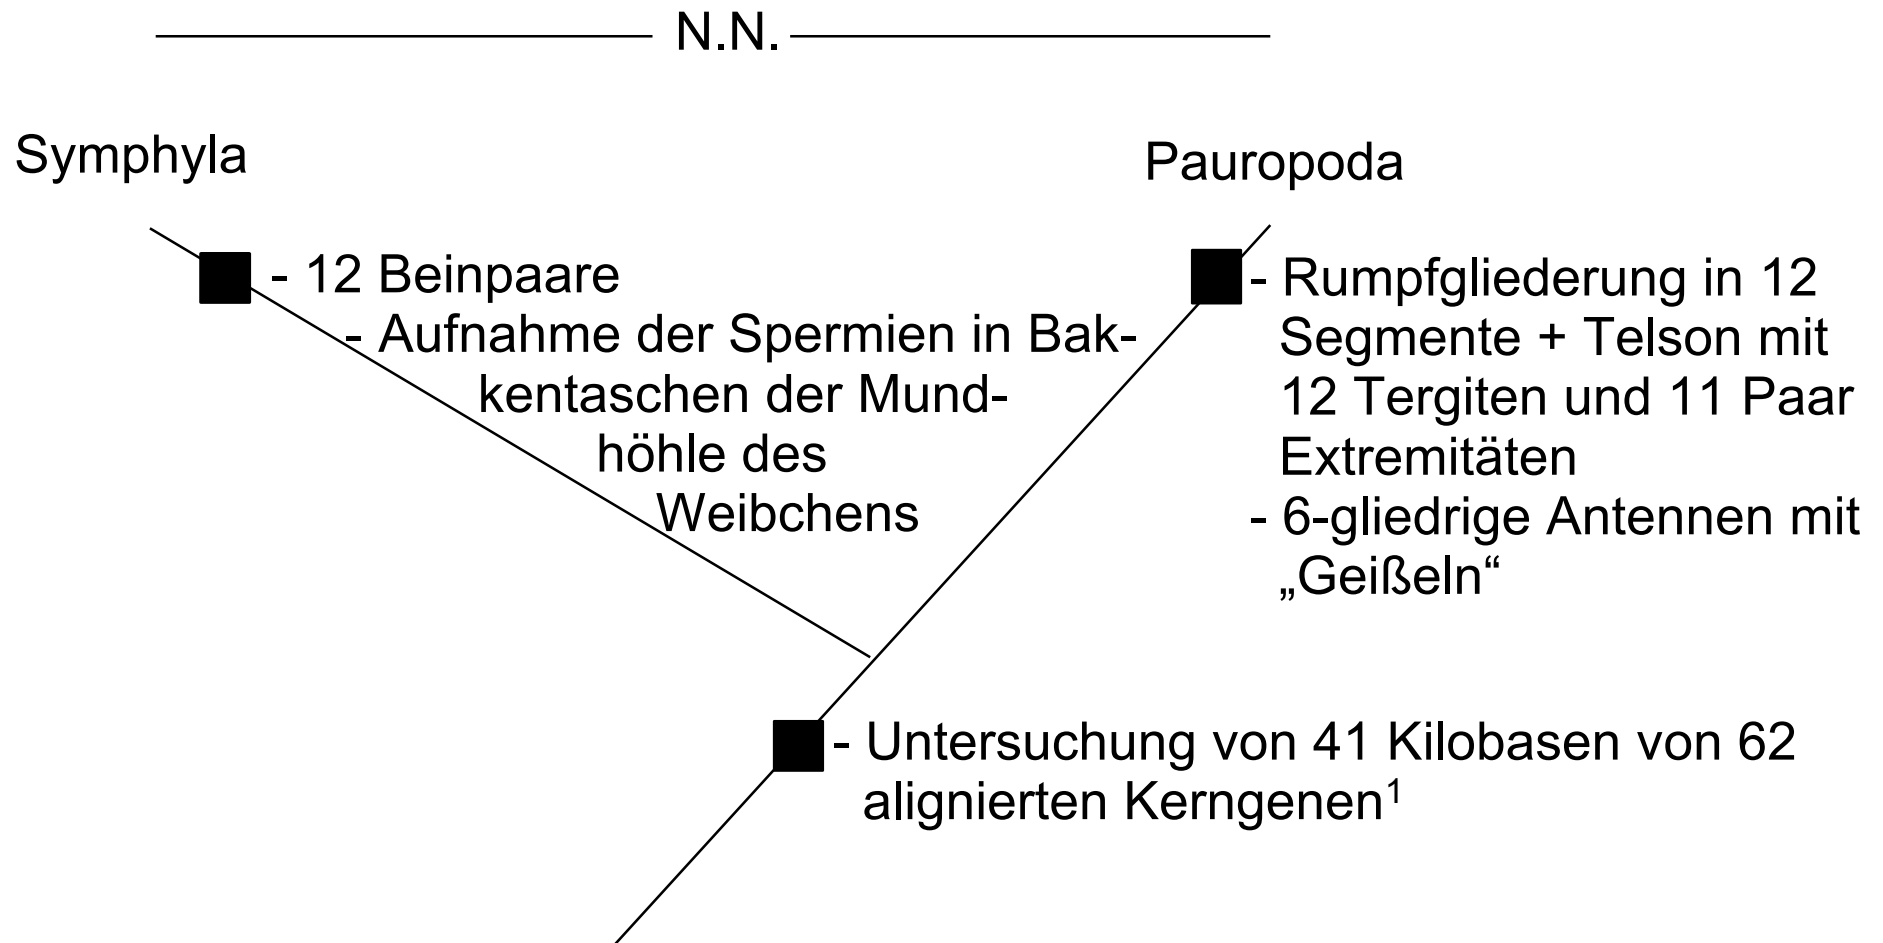 N.N.
Symphyla
Pauropoda
- 12 Beinpaare
- Aufnahme der Spermien in Bak-
kentaschen der Mund-
höhle des
Weibchens
- Rumpfgliederung in 12
Segmente + Telson mit
12 Tergiten und 11 Paar
Extremitäten
- 6-gliedrige Antennen mit
„Geißeln“
- Untersuchung von 41 Kilobasen von 62
alignierten Kerngenen¹